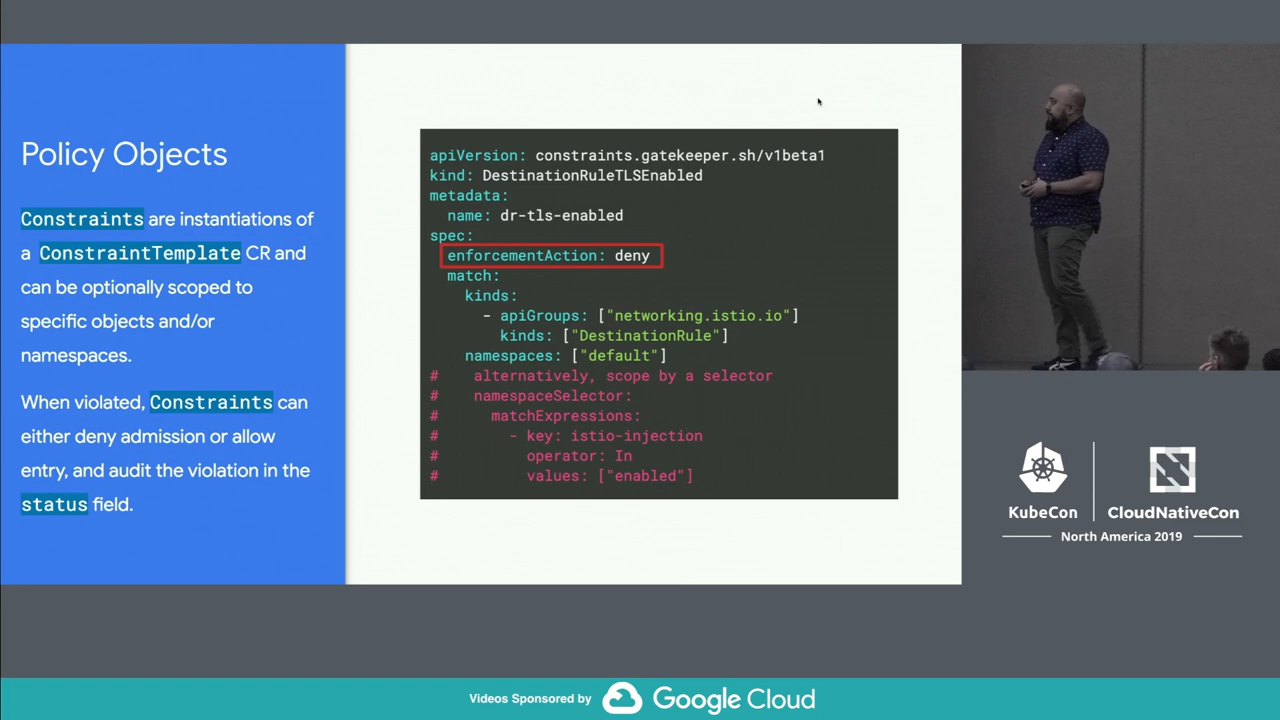 Policy Objects
Constraints are instantiations of
a ConstraintTemplate CR and
can be optionally scoped to
specific objects and/or
namespaces.
When violated, Constraints can
either deny admission or allow
entry, and audit the violation in the
status field.
apiVersion: constraints.gatekeeper.sh/v1beta1
kind: DestinationRuleTLSEnabled
metadata:
  name: dr-tls-enabled
spec:
  enforcementAction: deny
  match:
    kinds:
      - apiGroups: ["networking.istio.io"]
        kinds: ["DestinationRule"]
    namespaces: ["default"]
#    alternatively, scope by a selector
#    namespaceSelector:
#      matchExpressions:
#        - key: istio-injection
#          operator: In
#          values: ["enabled"]
KubeCon
CloudNativeCon
North America 2019
Videos Sponsored by
Google Cloud